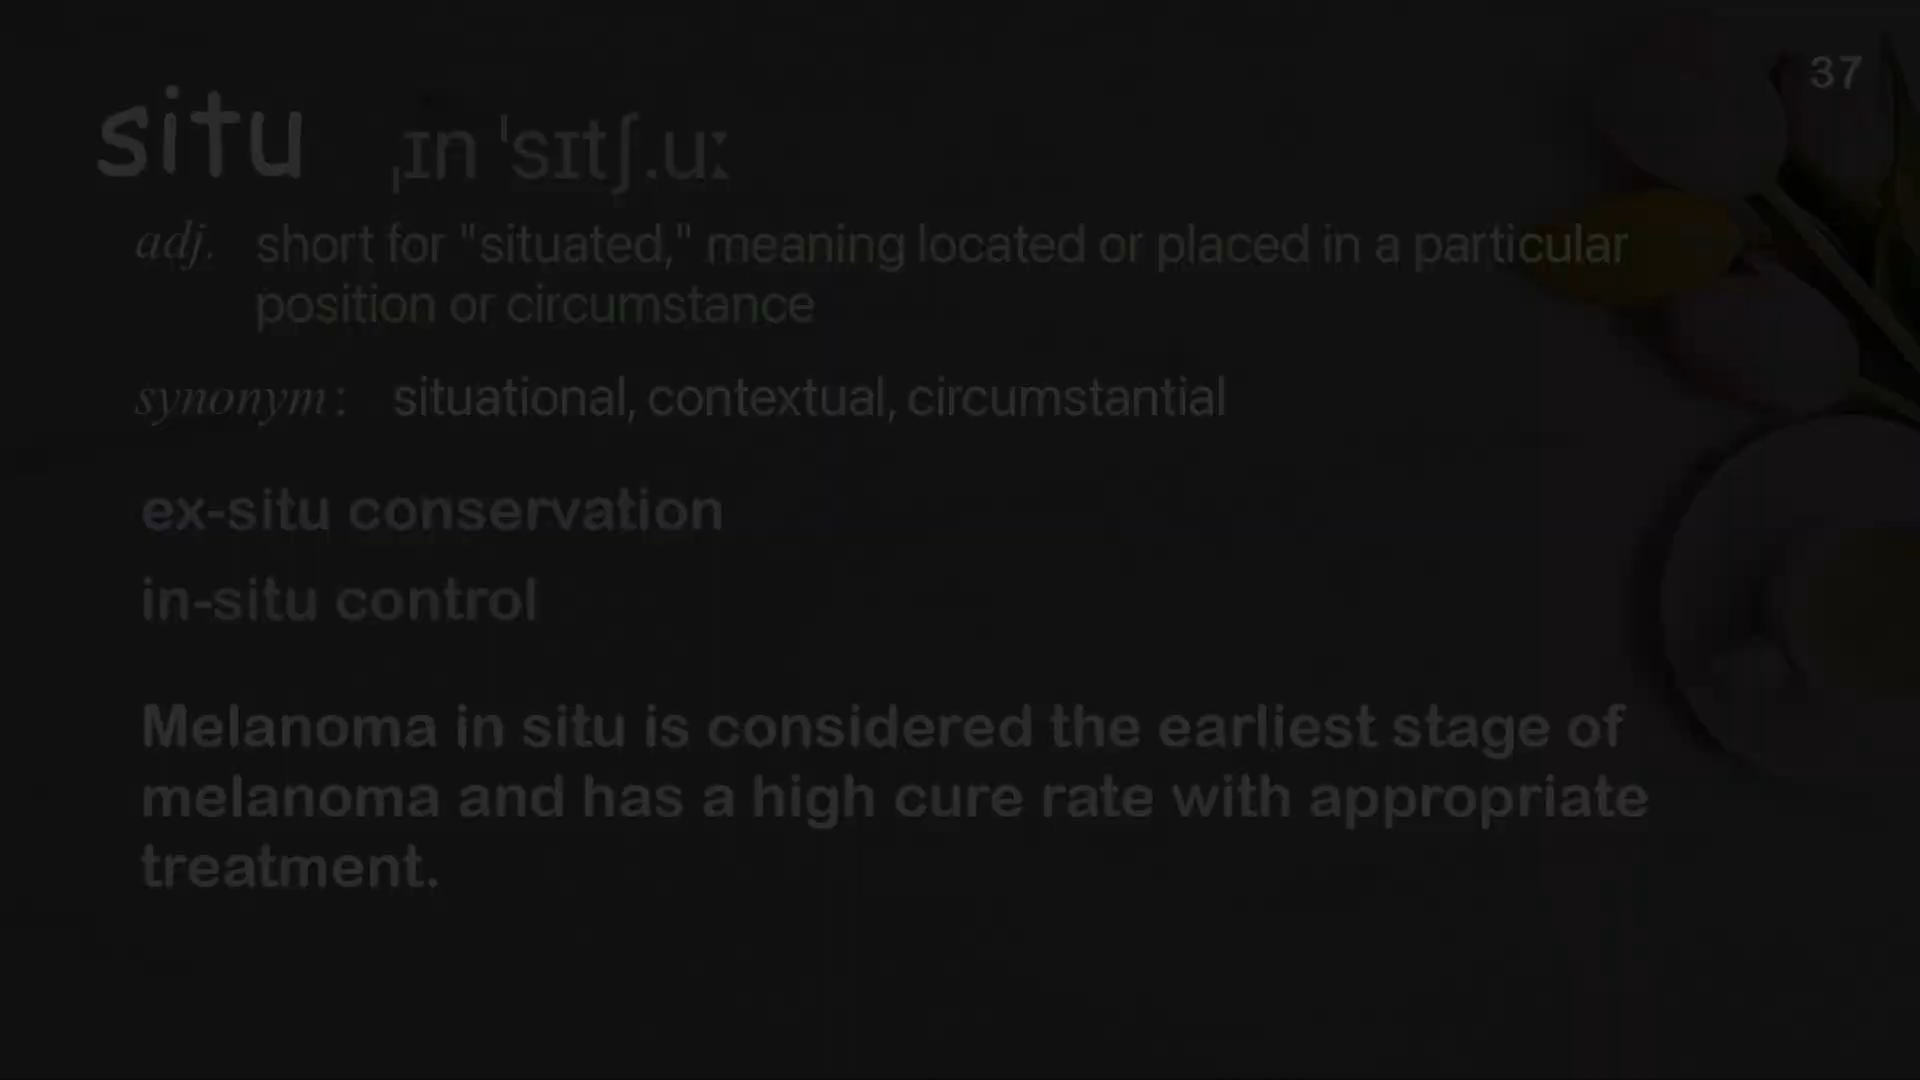 37
situ ˌɪn ˈsɪtʃ.uː
adj. short for "situated," meaning located or placed in a particular
position or circumstance
synonym: situational, contextual, circumstantial
ex-situ conservation
in-situ control
Melanoma in situ is considered the earliest stage of
melanoma and has a high cure rate with appropriate
treatment.